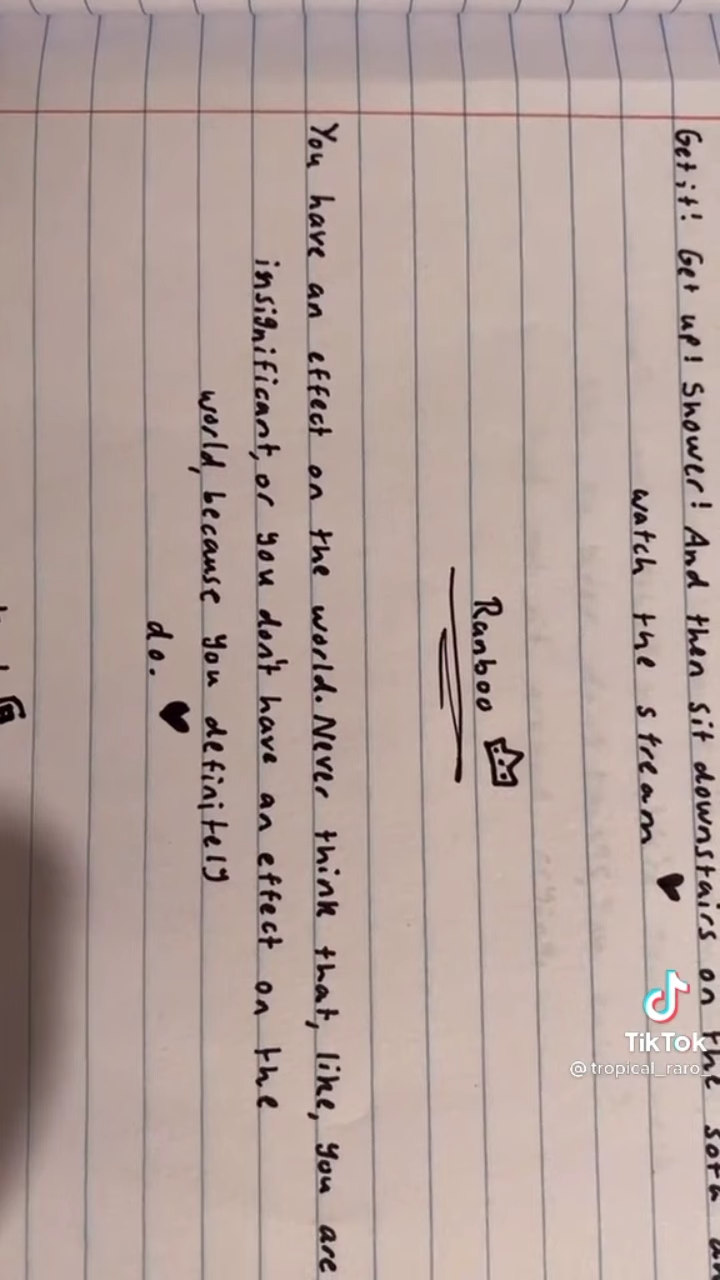 Get it! Get up! Shower! And then sit downstairs on the sofa
watch the stream ♥
Ranboo
You have an effect on the world. Never think that, like, you are
insignificant, or you don't have an effect on the
world, because you definitely
do. ♥
TikTok
@tropical_raro_